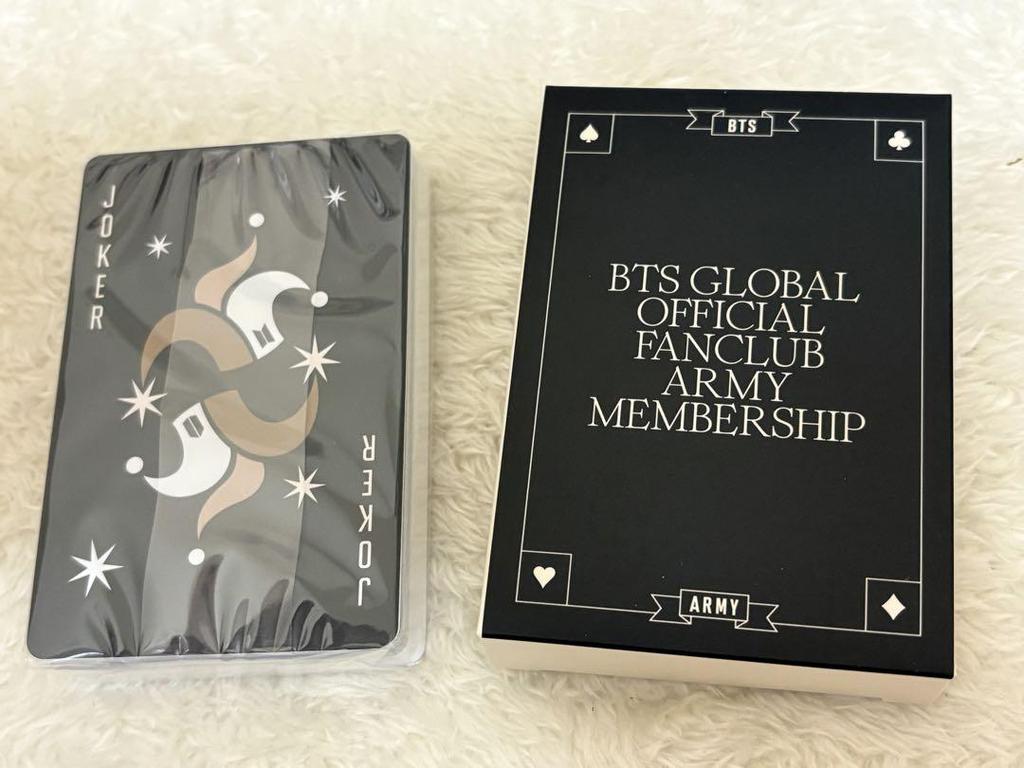 JOKER
JOKER
BTS
BTS GLOBAL
OFFICIAL
FANCLUB
ARMY
MEMBERSHIP
ARMY